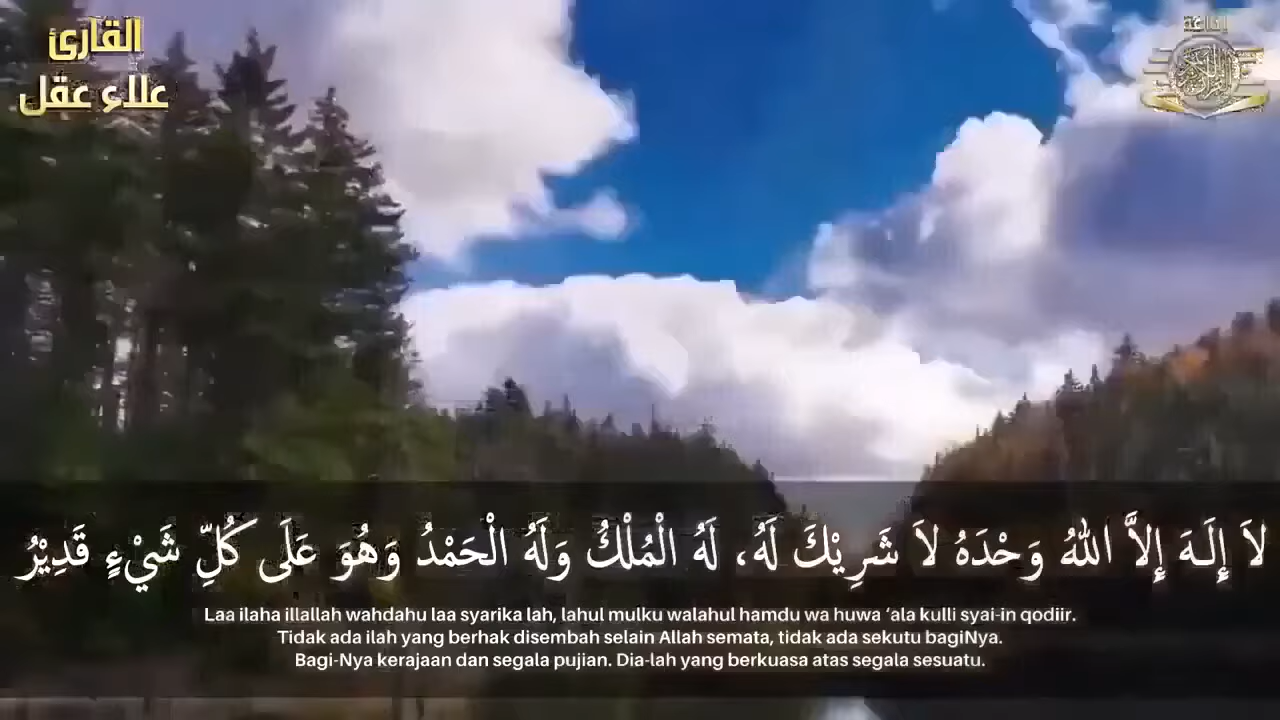 القارئ
علاء عقل
إذاعة
لاَ إِلَـهَ إِلاَّ اللهُ وَحْدَهُ لاَ شَرِيْكَ لَهُ، لَهُ الْمُلْكُ وَلَهُ الْحَمْدُ وَهُوَ عَلَى كُلِّ شَيْءٍ قَدِيْرُ
Laa ilaha illallah wahdahu laa syarika lah, lahul mulku walahul hamdu wa huwa ‘ala kulli syai-in qodiir.
Tidak ada ilah yang berhak disembah selain Allah semata, tidak ada sekutu bagiNya.
Bagi-Nya kerajaan dan segala pujian. Dia-lah yang berkuasa atas segala sesuatu.